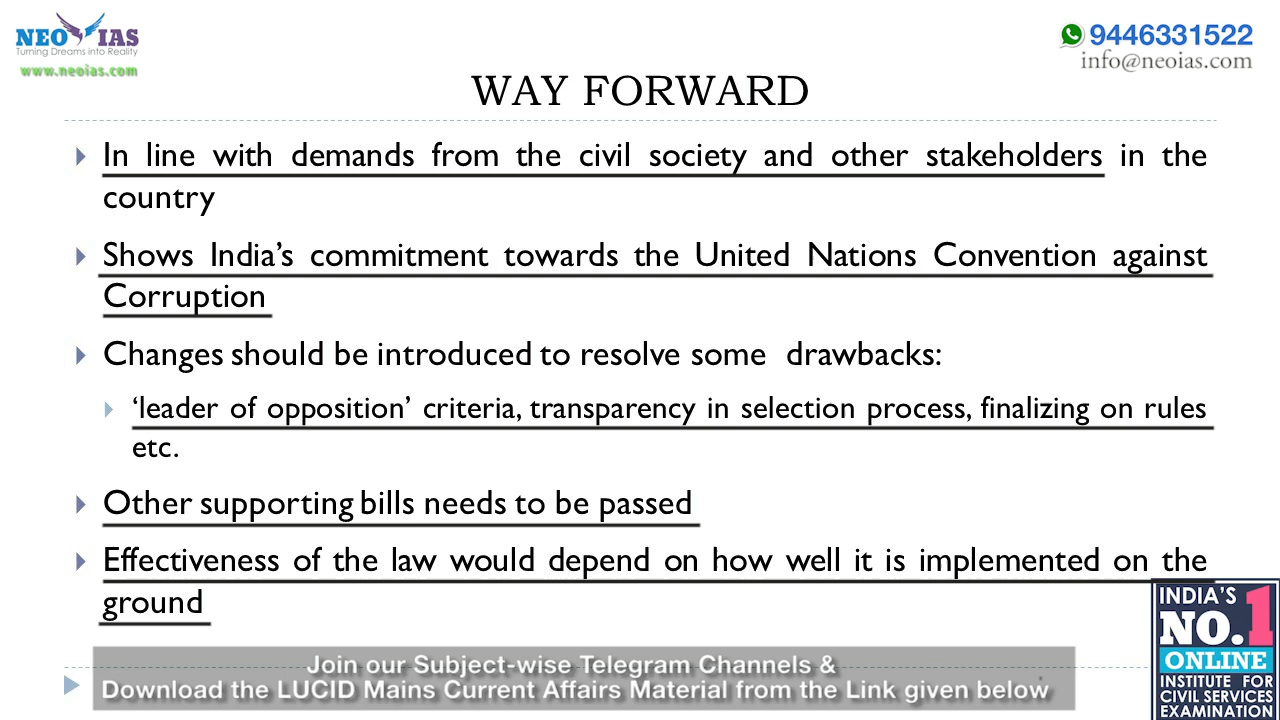 NEO IAS
Turning Dreams into Reality
www.neoias.com
9446331522
info@neoias.com
WAY FORWARD
In line with demands from the civil society and other stakeholders in the
country
Shows India's commitment towards the United Nations Convention against
Corruption
Changes should be introduced to resolve some drawbacks:
‘leader of opposition’ criteria, transparency in selection process, finalizing on rules
etc.
Other supporting bills needs to be passed
Effectiveness of the law would depend on how well it is implemented on the
ground
INDIA'S
NO.1
ONLINE
INSTITUTE FOR
CIVIL SERVICES
EXAMINATION
Join our Subject-wise Telegram Channels &
Download the LUCID Mains Current Affairs Material from the Link given below